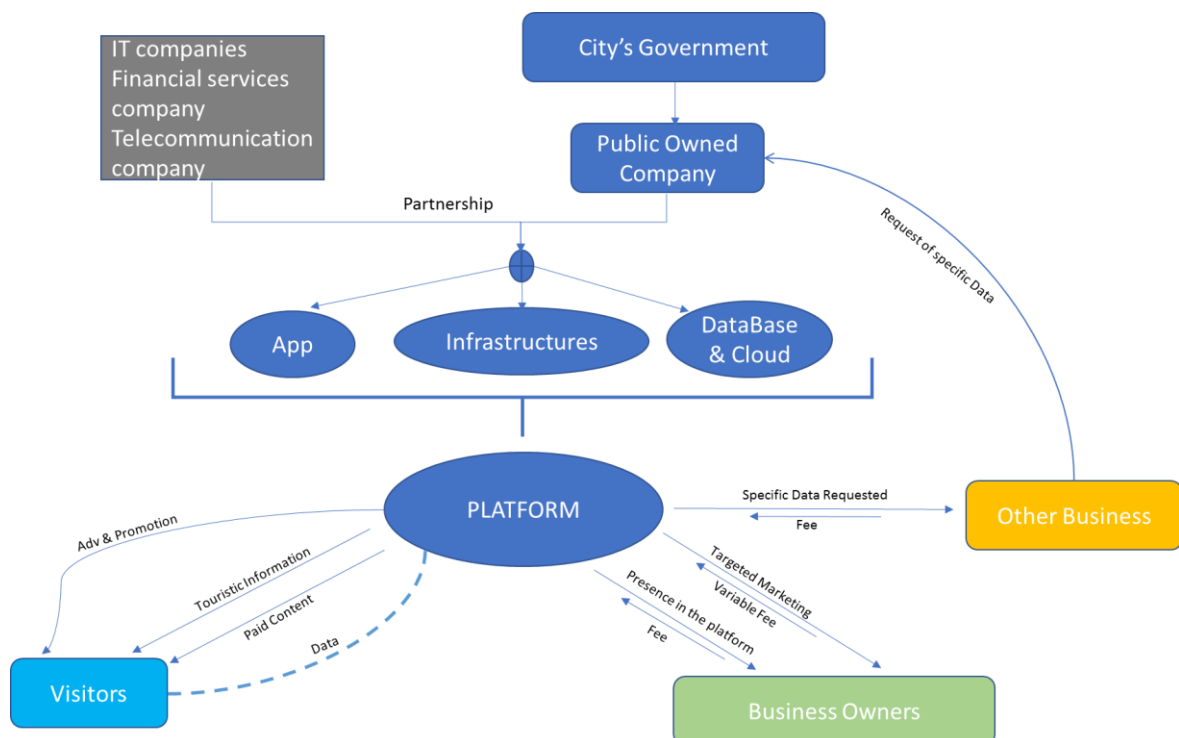 IT companies
Financial services
company
Telecommunication
company
City's Government
Public Owned
Company
Partnership
Request of specific Data
App
Infrastructures
DataBase
& Cloud
PLATFORM
Specific Data Requested
Fee
Other Business
Adv & Promotion
Touristic Information
Paid Content
Data
Targeted Marketing
Variable Fee
Presence in the platform
Fee
Visitors
Business Owners